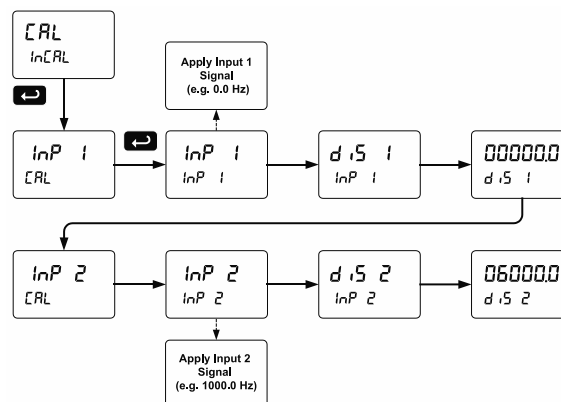 CAL
InCAL
Apply Input 1
Signal
(e.g. 0.0 Hz)
InP 1
CAL
InP 1
InP 1
diS 1
InP 1
00000.0
diS 1
InP 2
CAL
InP 2
InP 2
diS 2
InP 2
06000.0
diS 2
Apply Input 2
Signal
(e.g. 1000.0 Hz)